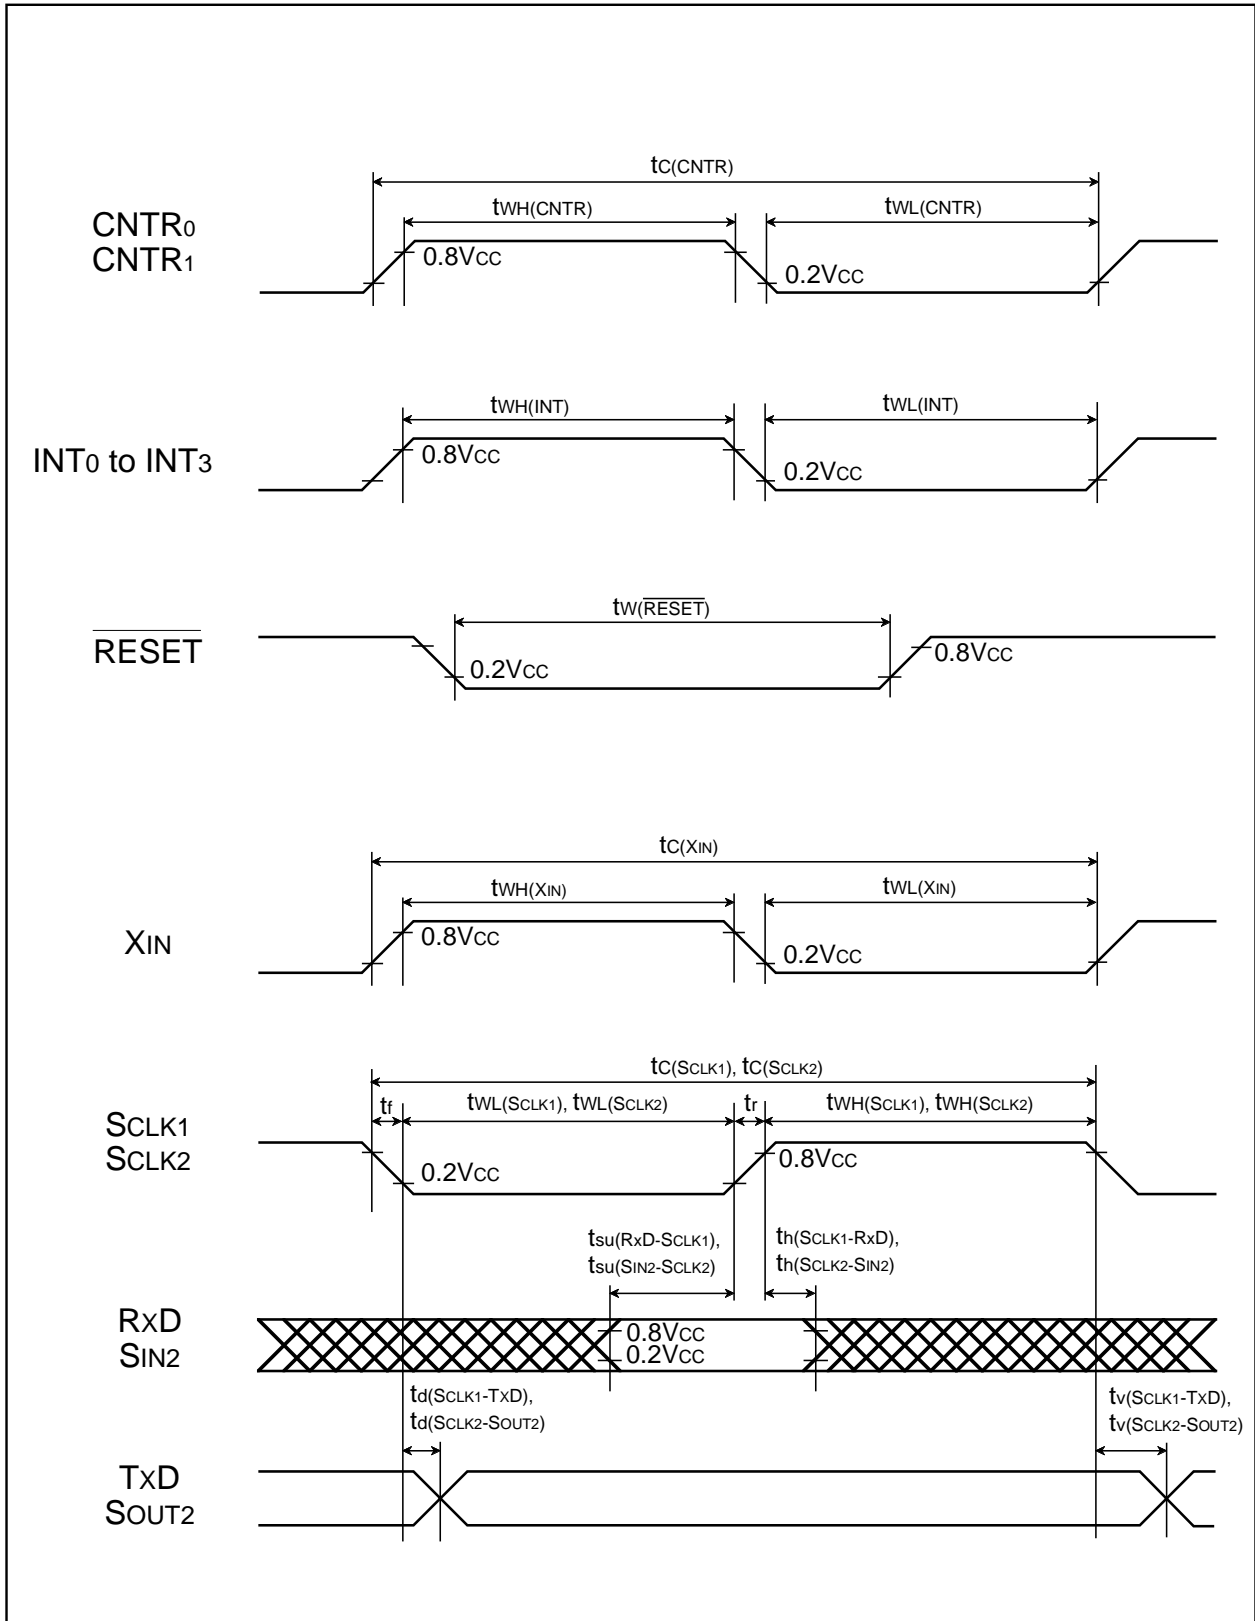 tC(CNTR)
tWH(CNTR)
tWL(CNTR)
CNTR0
CNTR1
0.8VCC
0.2VCC
tWH(INT)
tWL(INT)
INT0 to INT3
0.8VCC
0.2VCC
tW(RESET)
RESET
0.2VCC
0.8VCC
tC(XIN)
tWH(XIN)
tWL(XIN)
XIN
0.8VCC
0.2VCC
tC(SCLK1), tC(SCLK2)
tf
tWL(SCLK1), tWL(SCLK2)
tr
tWH(SCLK1), tWH(SCLK2)
SCLK1
SCLK2
0.2VCC
0.8VCC
tsu(RXD-SCLK1),
tsu(SIN2-SCLK2)
th(SCLK1-RXD),
th(SCLK2-SIN2)
RXD
SIN2
0.8VCC
0.2VCC
td(SCLK1-TXD),
td(SCLK2-SOUT2)
tv(SCLK1-TXD),
tv(SCLK2-SOUT2)
TXD
SOUT2